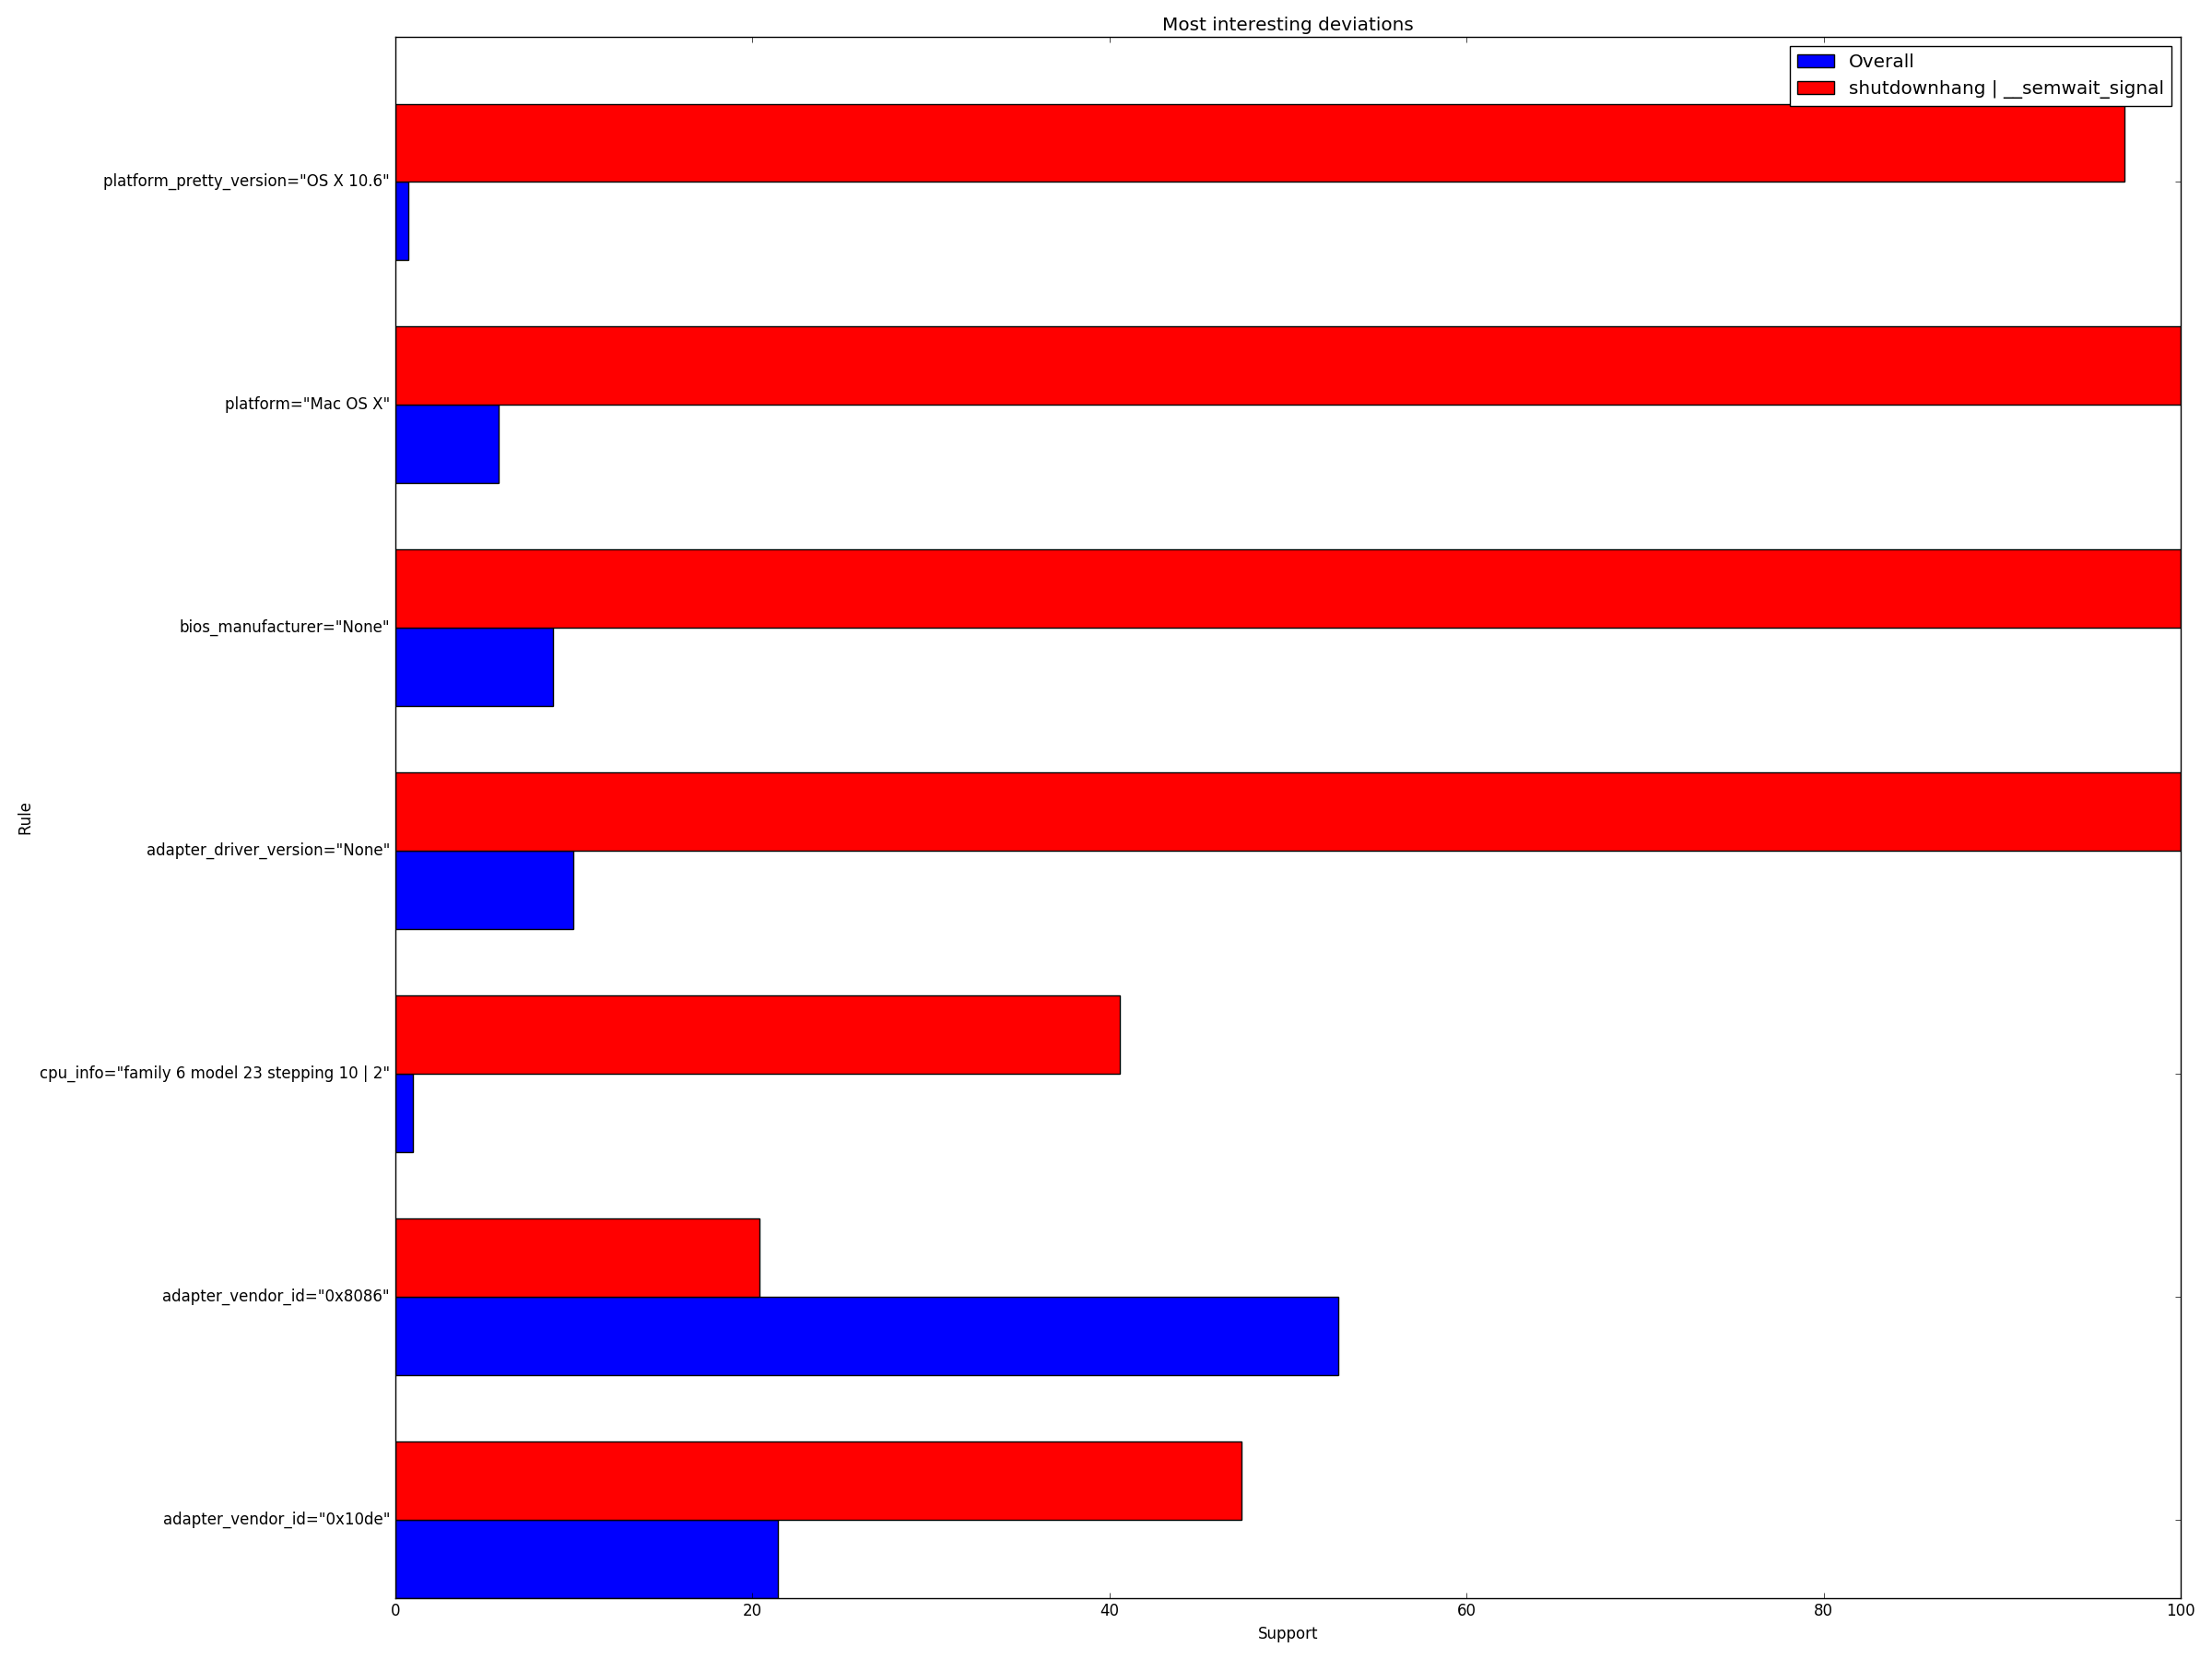 Most interesting deviations
Overall
shutdownhang | __semwait_signal
platform_pretty_version="OS X 10.6"
platform="Mac OS X"
bios_manufacturer="None"
adapter_driver_version="None"
cpu_info="family 6 model 23 stepping 10 | 2"
adapter_vendor_id="0x8086"
adapter_vendor_id="0x10de"
Rule
0 20 40 60 80 100
Support